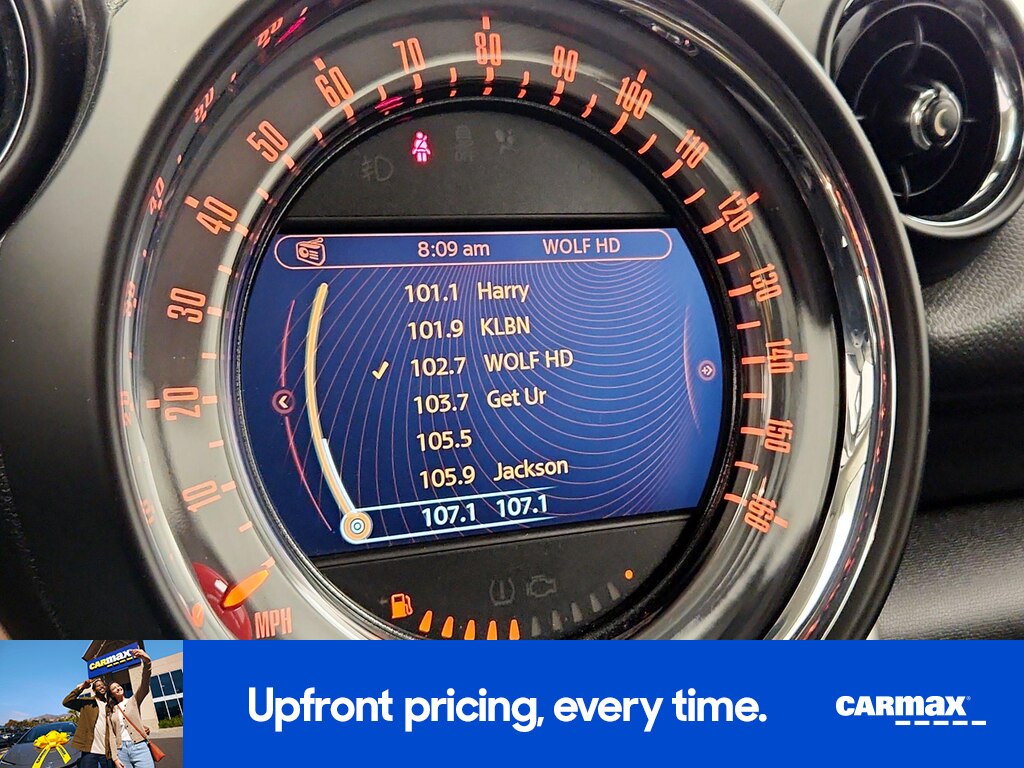 10
20
30
40
50
60
70
80
90
100
110
120
130
140
150
160
MPH
8:09 am WOLF HD
101.1 Harry
101.9 KLBN
102.7 WOLF HD
103.7 Get Ur
105.5
105.9 Jackson
107.1 107.1
CARMAX
Upfront pricing, every time.
CARMAX